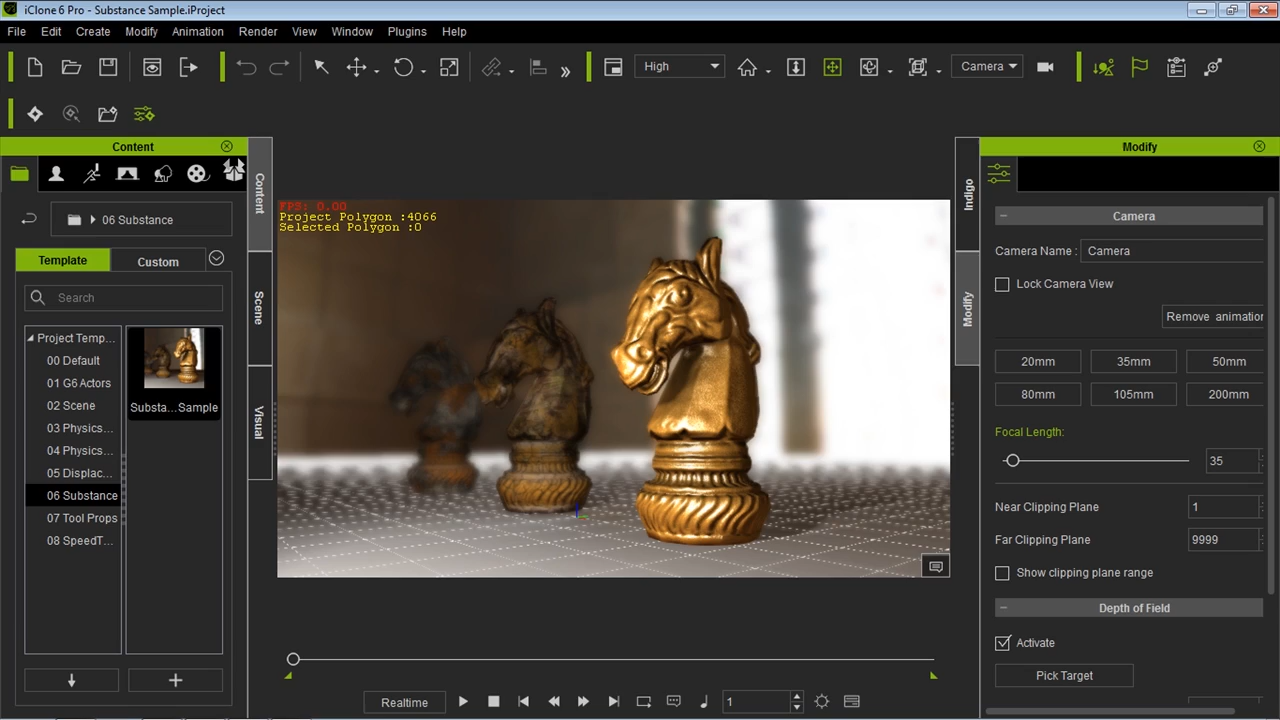 iClone 6 Pro - Substance Sample.iProject
File Edit Create Modify Animation Render View Window Plugins Help
High
Camera
Content
06 Substance
Template Custom
Search
Project Temp...
00 Default
01 G6 Actors
02 Scene
03 Physics...
04 Physics...
05 Displac...
06 Substance
07 Tool Props
08 SpeedT...
Substa...Sample
Content
Scene
Visual
FPS: 0.00
Project Polygon :4066
Selected Polygon :0
Realtime
1
Indigo
Modify
Modify
Camera
Camera Name : Camera
Lock Camera View
Remove animation
20mm 35mm 50mm
80mm 105mm 200mm
Focal Length:
35
Near Clipping Plane 1
Far Clipping Plane 9999
Show clipping plane range
Depth of Field
Activate
Pick Target